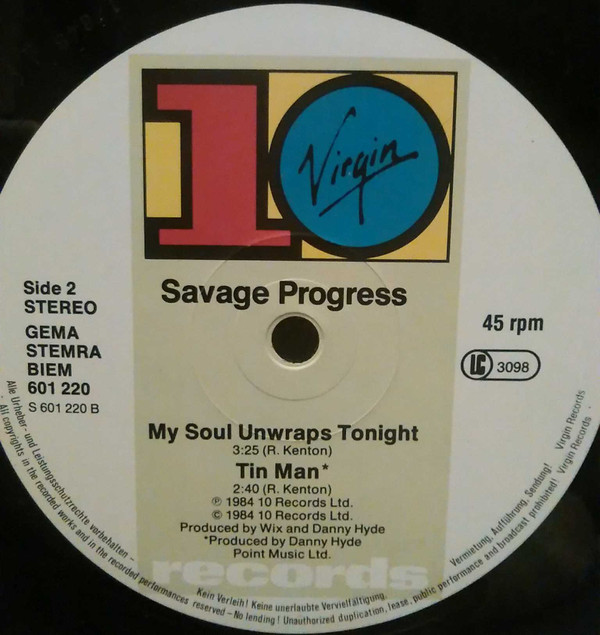 10
Virgin
Savage Progress
Side 2
STEREO
GEMA
STEMRA
BIEM
601 220
S 601 220 B
45 rpm
LC 3098
My Soul Unwraps Tonight
3:25 (R. Kenton)
Tin Man*
2:40 (R. Kenton)
℗ 1984 10 Records Ltd.
© 1984 10 Records Ltd.
Produced by Wix and Danny Hyde
*Produced by Danny Hyde
Point Music Ltd.
records
Alle Urheber- und Leistungsschutzrechte vorbehalten – Kein Verleih! Keine unerlaubte Vervielfältigung, Vermietung, Aufführung, Sendung! Virgin Records
· All copyrights in the recorded works and in the recorded performances reserved – No lending! Unauthorized duplication, lease, public performance and broadcast prohibited! Virgin Records ·